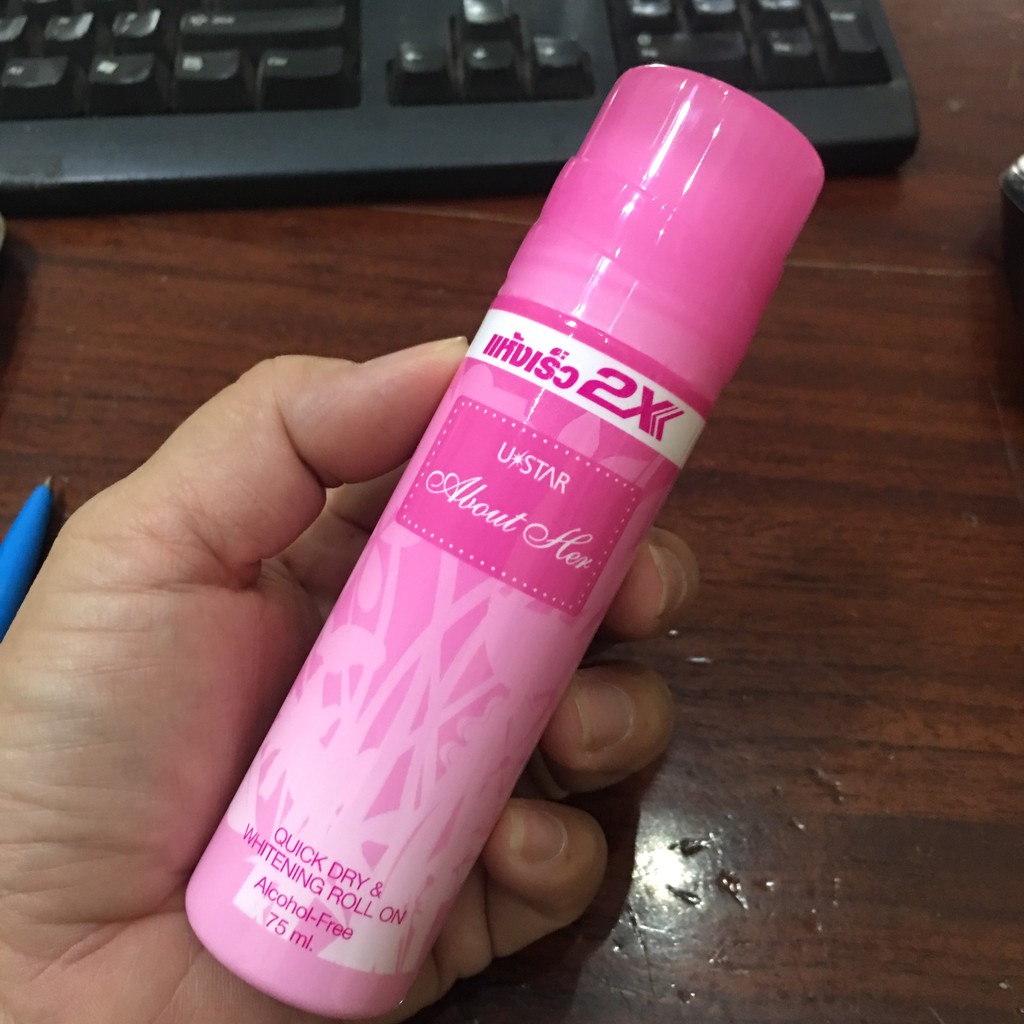 แห้งเร็ว 2X
U*STAR
About Her
QUICK DRY &
WHITENING ROLL ON
Alcohol-Free
75 ml.